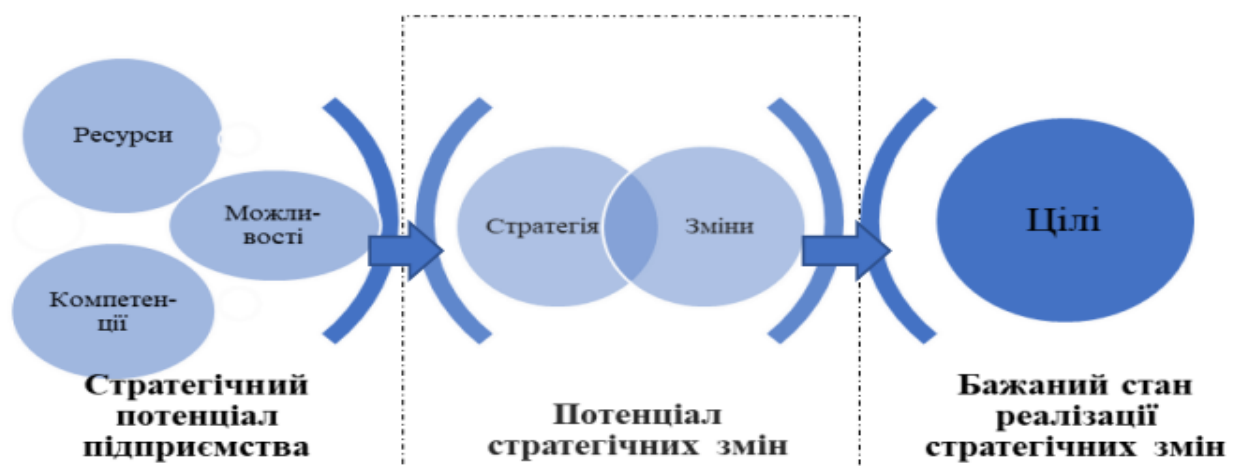 Ресурси
Можли-
вості
Компетен-
ції
Стратегічний
потенціал
підприємства
Стратегія
Зміни
Потенціал
стратегічних змін
Цілі
Бажаний стан
реалізації
стратегічних змін